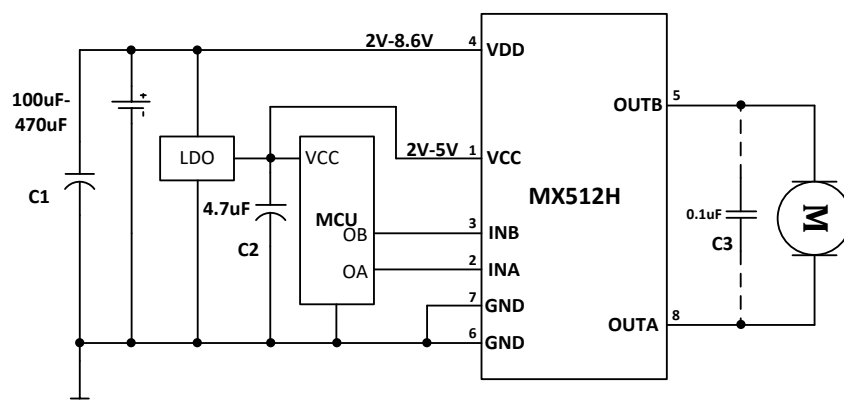 2V-8.6V
4
VDD
100uF-
470uF
+
-
5
OUTB
LDO
VCC
2V-5V
1
VCC
MX512H
C1
4.7uF
C2
MCU
OB
3
INB
OA
2
INA
0.1uF
C3
M
7
GND
6
GND
OUTA
8